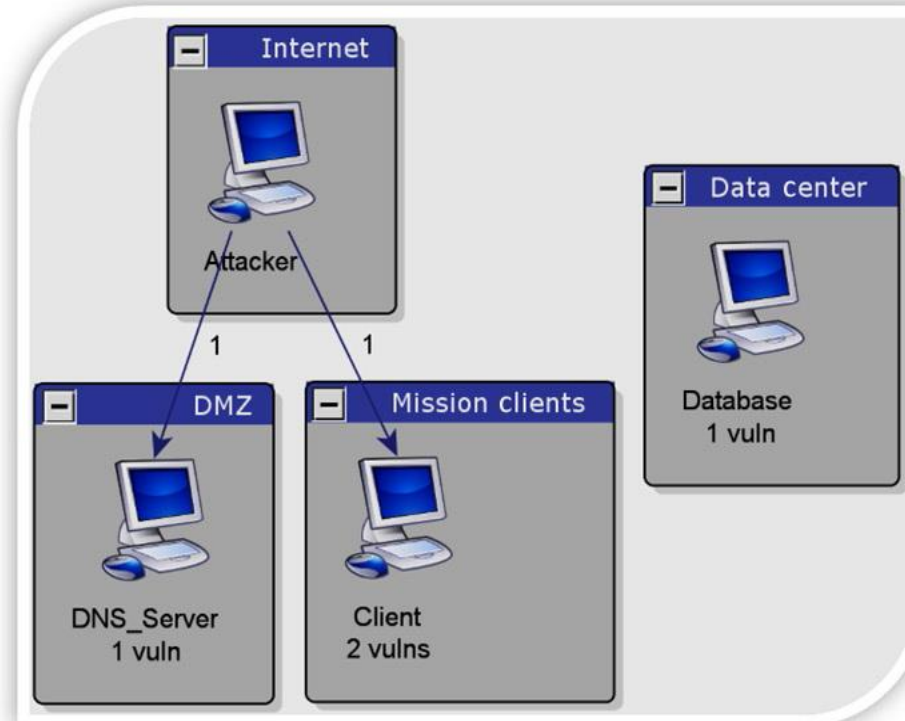 Internet
Attacker
1
1
DMZ
DNS_Server
1 vuln
Mission clients
Client
2 vulns
Data center
Database
1 vuln